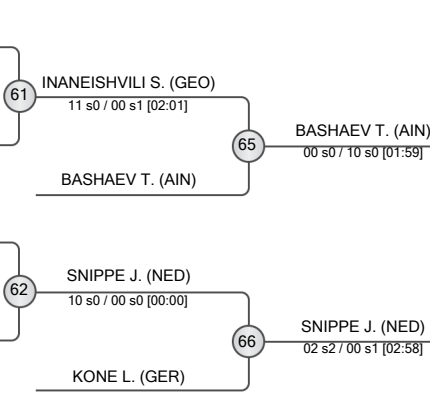 61
INANEISHVILI S. (GEO)
11 s0 / 00 s1 [02:01]
65
BASHAEV T. (AIN)
00 s0 / 10 s0 [01:59]
BASHAEV T. (AIN)
62
SNIPPE J. (NED)
10 s0 / 00 s0 [00:00]
66
SNIPPE J. (NED)
02 s2 / 00 s1 [02:58]
KONE L. (GER)